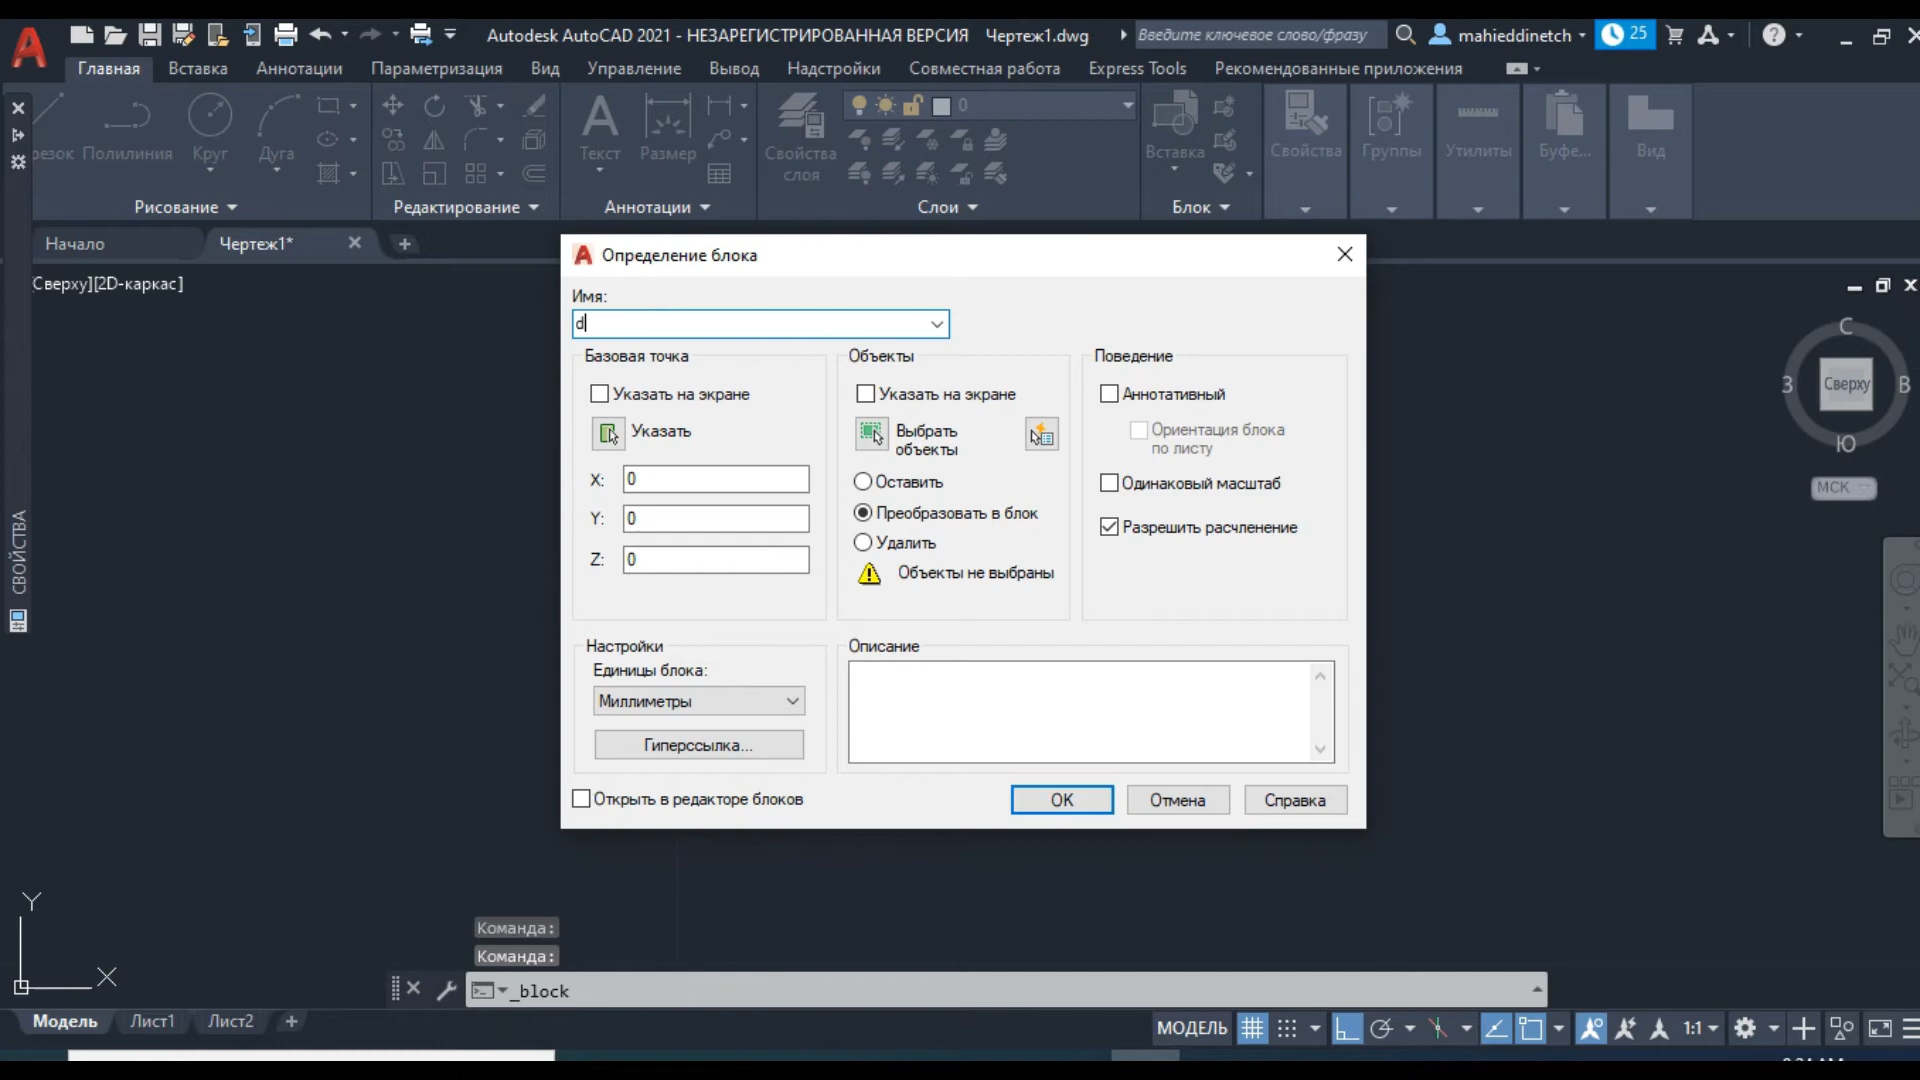 Autodesk AutoCAD 2021 - НЕЗАРЕГИСТРИРОВАННАЯ ВЕРСИЯ Чертеж1.dwg
Введите ключевое слово/фразу
mahieddinetch
25
Главная Вставка Аннотации Параметризация Вид Управление Вывод Надстройки Совместная работа Express Tools Рекомендованные приложения
Полилиния Круг Дуга
Текст Размер
Свойства
слоя
0
Вставка
Свойства Группы Утилиты Буфе... Вид
Рисование Редактирование Аннотации Слои Блок
Начало Чертеж1*
Сверху][2D-каркас]
Определение блока
Имя:
d
Базовая точка
Указать на экране
Указать
X: 0
Y: 0
Z: 0
Объекты
Указать на экране
Выбрать
объекты
Оставить
Преобразовать в блок
Удалить
Объекты не выбраны
Поведение
Аннотативный
Ориентация блока
по листу
Одинаковый масштаб
Разрешить расчленение
Настройки
Единицы блока:
Миллиметры
Гиперссылка...
Описание
Открыть в редакторе блоков
OK Отмена Справка
С
З Сверху В
Ю
МСК
СВОЙСТВА
Y
X
Команда:
Команда:
_block
Модель Лист1 Лист2
МОДЕЛЬ
1:1